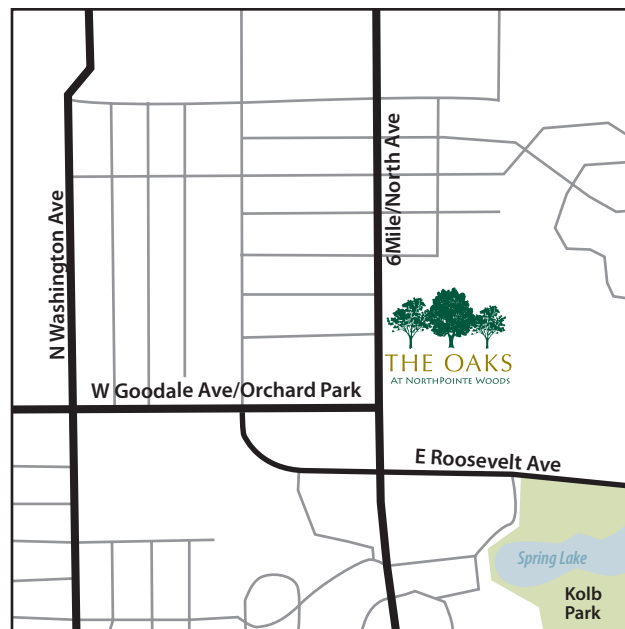 6Mile/North Ave
N Washington Ave
THE OAKS
AT NORTHPOINTE WOODS
W Goodale Ave/Orchard Park
E Roosevelt Ave
Spring Lake
Kolb
Park